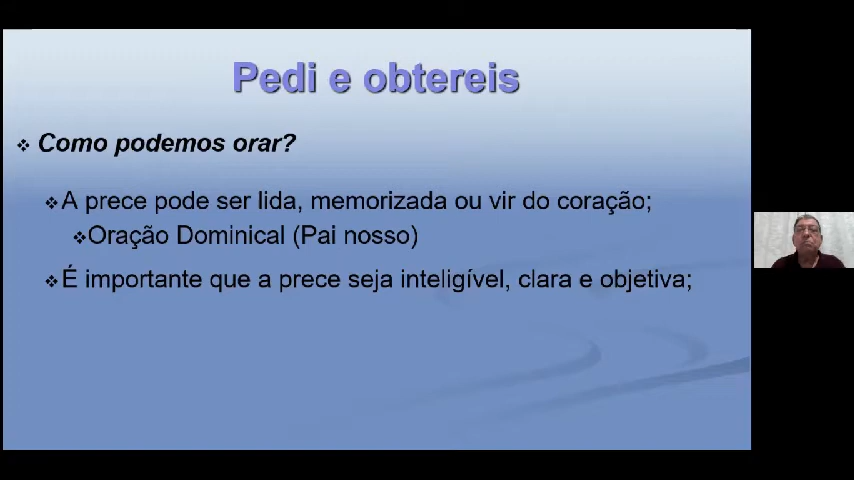 Pedi e obtereis
Como podemos orar?
A prece pode ser lida, memorizada ou vir do coração;
Oração Dominical (Pai nosso)
É importante que a prece seja inteligível, clara e objetiva;